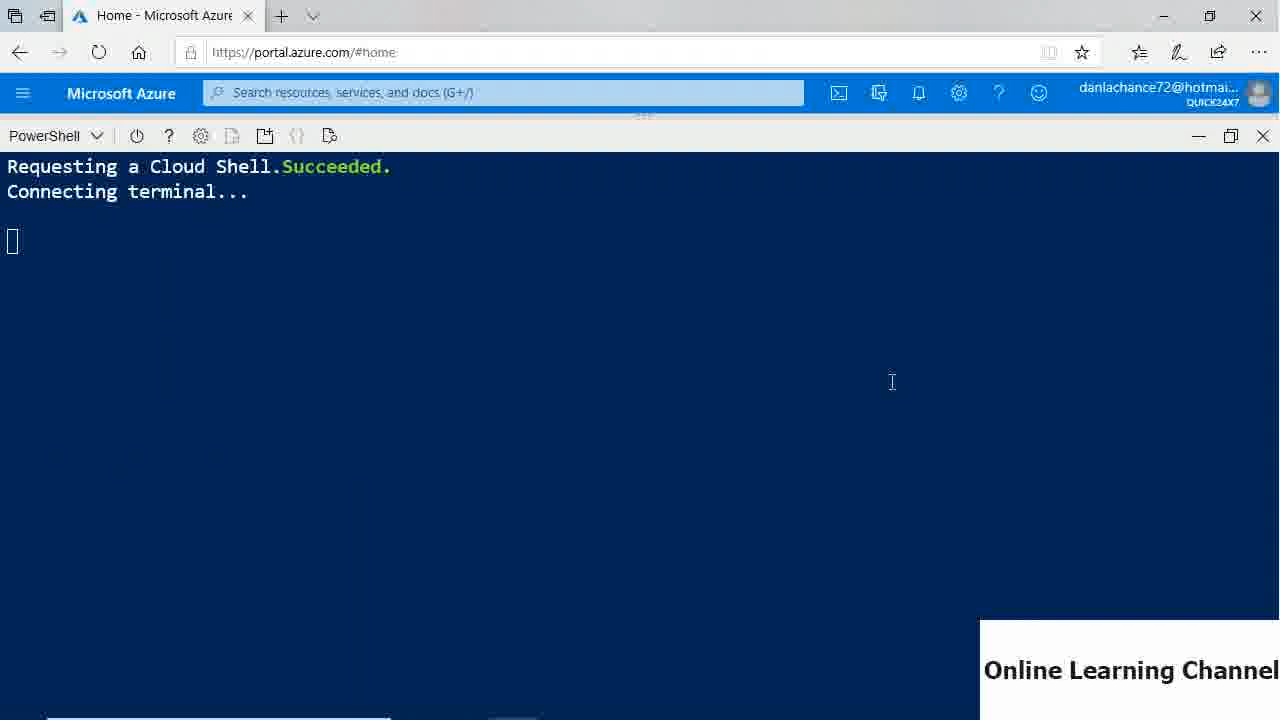 Home - Microsoft Azure
https://portal.azure.com/#home
Microsoft Azure
Search resources, services, and docs (G+/)
danlachance72@hotmai...
QUICK24X7
PowerShell
Requesting a Cloud Shell.Succeeded.
Connecting terminal...
Online Learning Channel